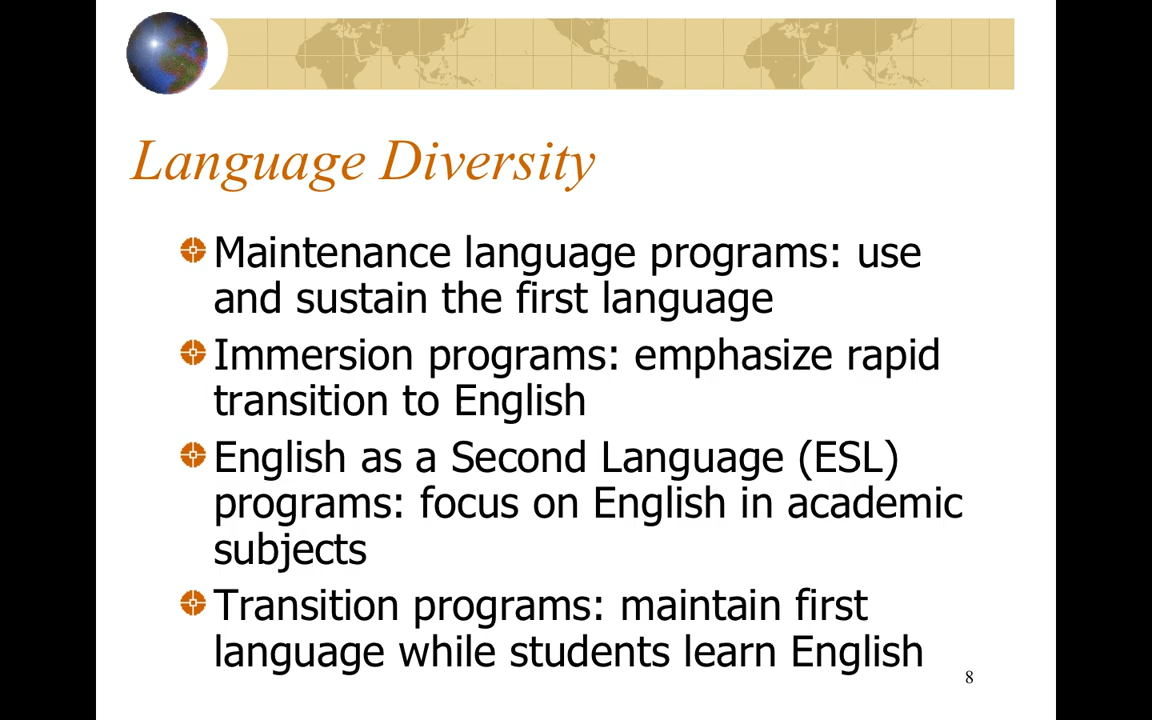 Language Diversity
Maintenance language programs: use
and sustain the first language
Immersion programs: emphasize rapid
transition to English
English as a Second Language (ESL)
programs: focus on English in academic
subjects
Transition programs: maintain first
language while students learn English
8